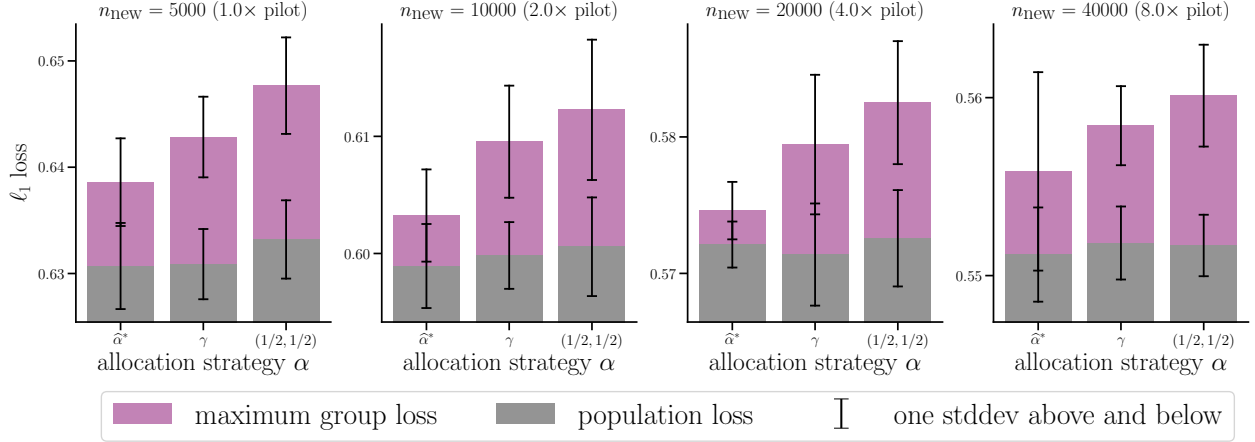 n_new = 5000 (1.0× pilot)
n_new = 10000 (2.0× pilot)
n_new = 20000 (4.0× pilot)
n_new = 40000 (8.0× pilot)
ℓ₁ loss
0.65
0.64
0.63
0.61
0.60
0.58
0.57
0.56
0.55
α̂* γ (1/2, 1/2)
α̂* γ (1/2, 1/2)
α̂* γ (1/2, 1/2)
α̂* γ (1/2, 1/2)
allocation strategy α
allocation strategy α
allocation strategy α
allocation strategy α
maximum group loss
population loss
one stddev above and below